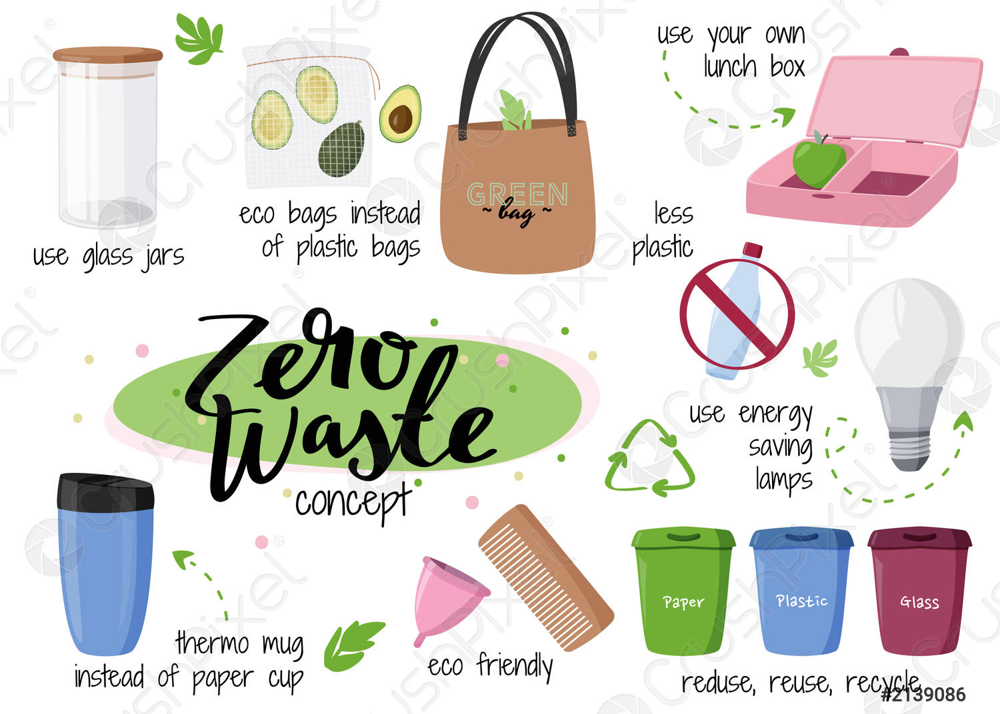 use your own
lunch box
GREEN
~ bag ~
eco bags instead
of plastic bags
less
plastic
use glass jars
Zero
Waste
concept
use energy
saving
lamps
Paper
Plastic
Glass
thermo mug
instead of paper cup
eco friendly
reduse, reuse, recycle
#2139086
crushpixel